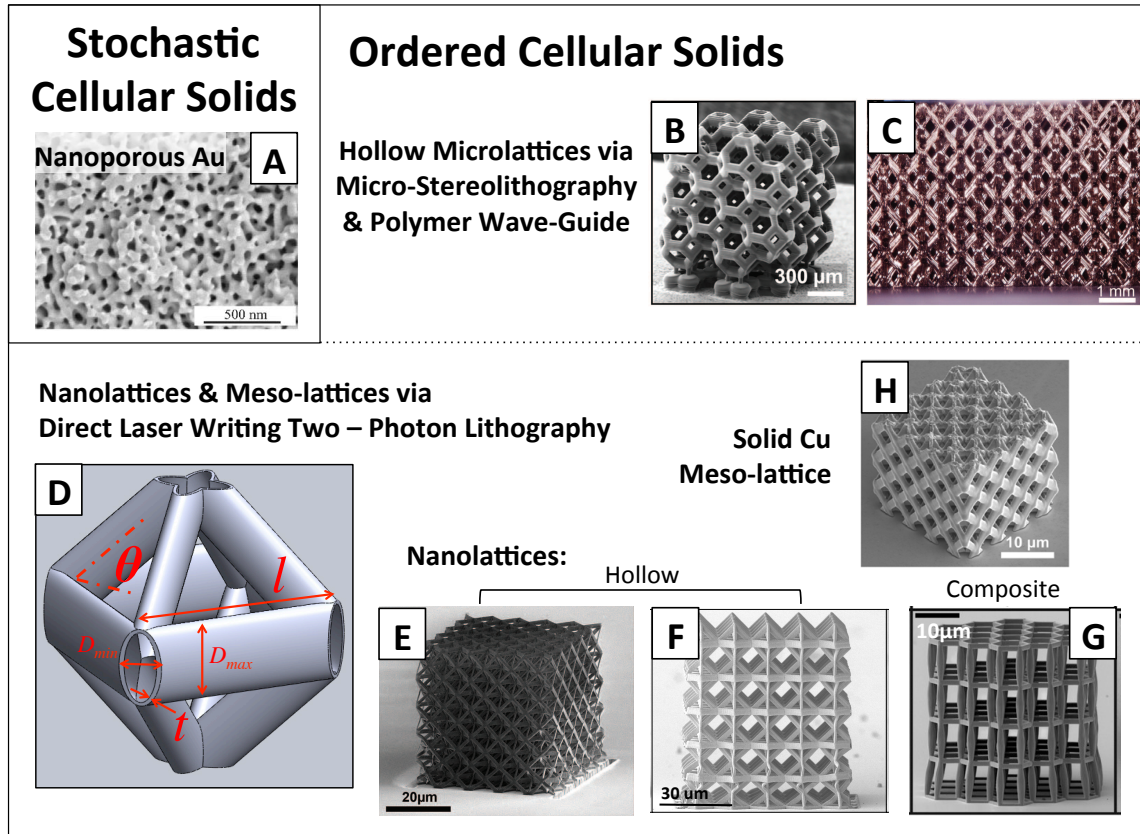 Stochastic
Cellular Solids
Nanoporous Au
A
500 nm
Ordered Cellular Solids
Hollow Microlattices via
Micro-Stereolithography
& Polymer Wave-Guide
B
300 μm
C
1 mm
Nanolattices & Meso-lattices via
Direct Laser Writing Two – Photon Lithography
D
θ
l
D_min
D_max
t
Solid Cu
Meso-lattice
H
10 μm
Nanolattices:
Hollow
E
20μm
F
30 um
Composite
10μm
G